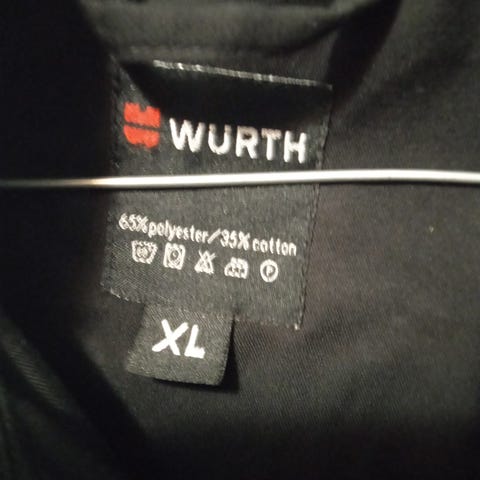 WURTH
65%polyester/35% cotton
P
XL